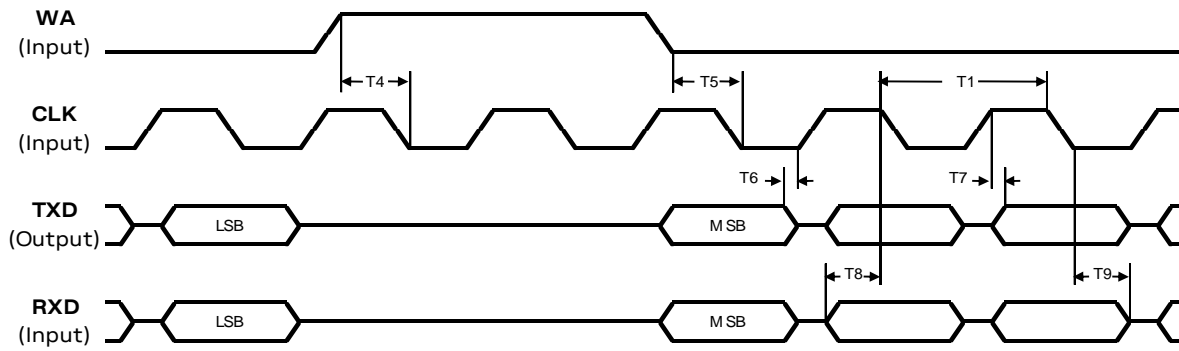 WA
(Input)
T4
T5
T1
CLK
(Input)
T6
T7
TXD
(Output)
LSB
MSB
T8
T9
RXD
(Input)
LSB
MSB